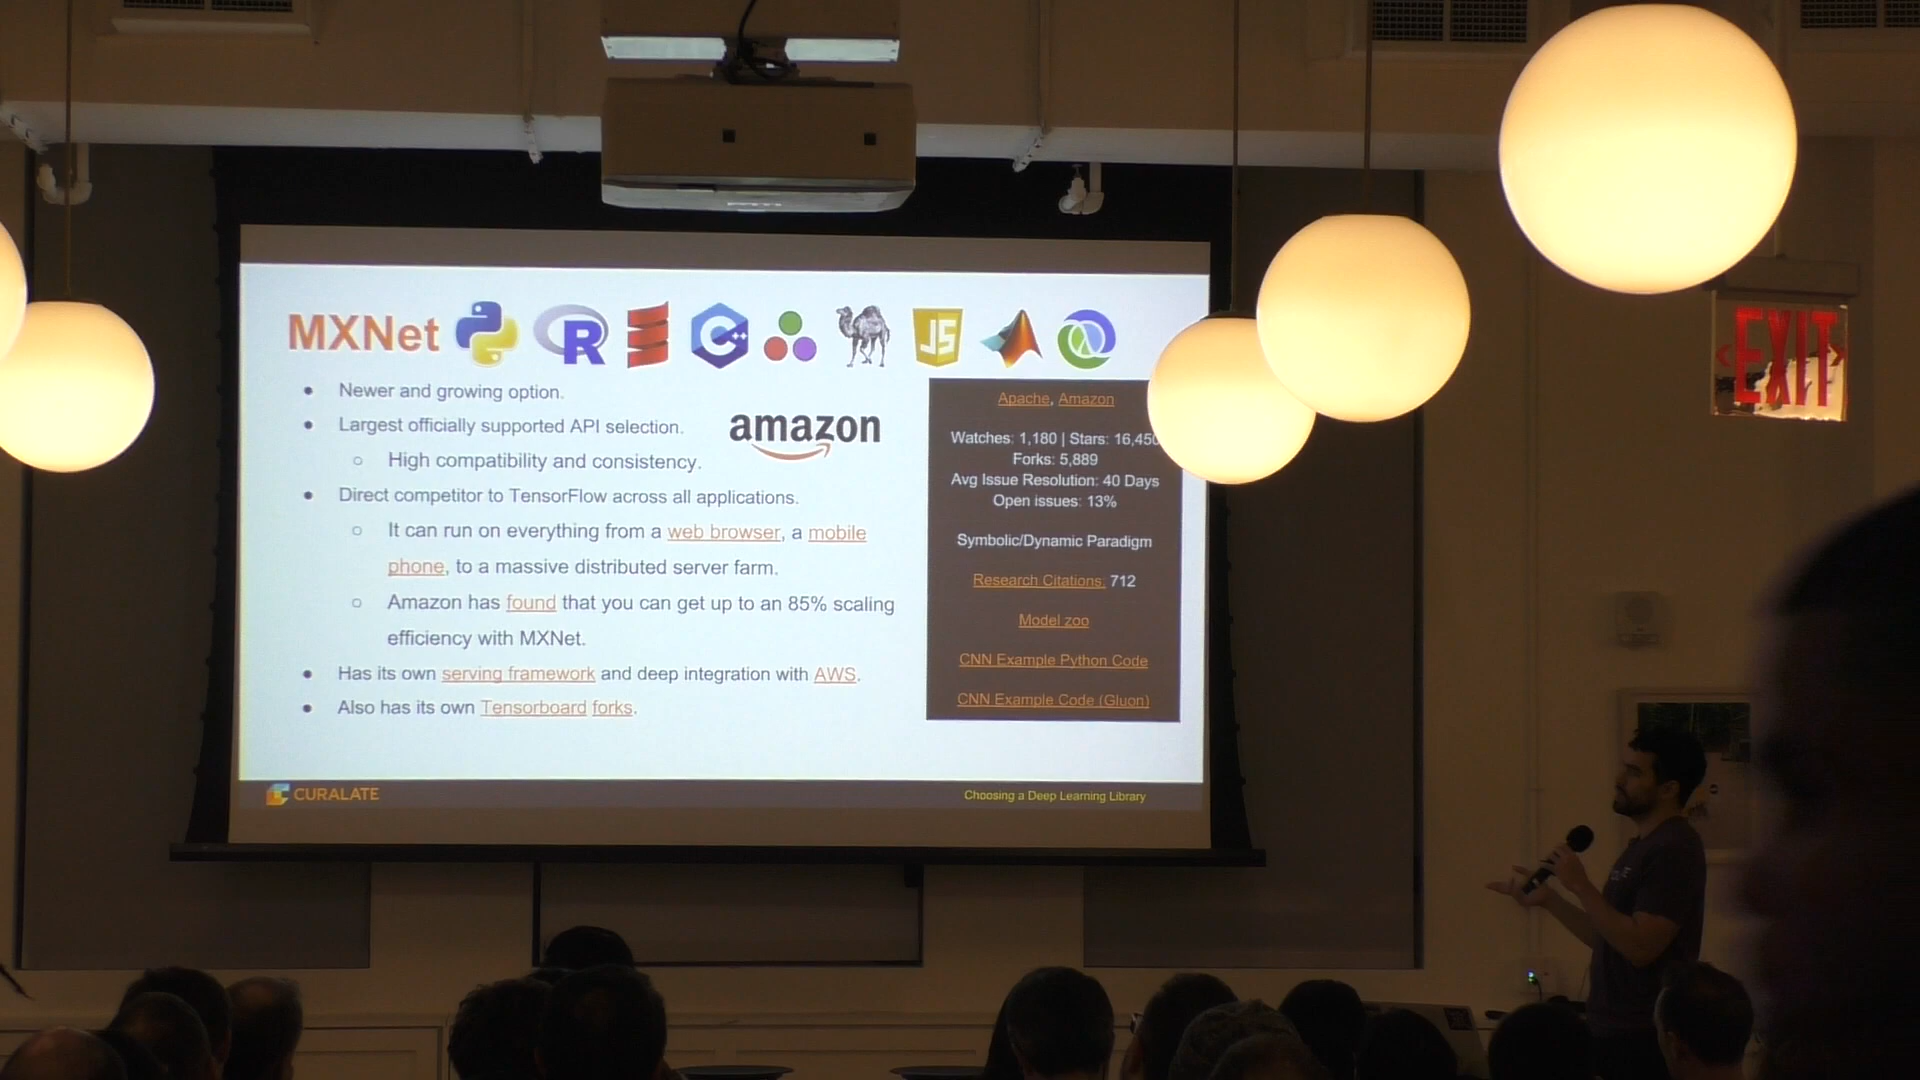 MXNet
Newer and growing option.
Largest officially supported API selection.
High compatibility and consistency.
Direct competitor to TensorFlow across all applications.
It can run on everything from a web browser, a mobile
phone, to a massive distributed server farm.
Amazon has found that you can get up to an 85% scaling
efficiency with MXNet.
Has its own serving framework and deep integration with AWS.
Also has its own Tensorboard forks.
amazon
R
C++
JS
Apache, Amazon
Watches: 1,180 | Stars: 16,450
Forks: 5,889
Avg Issue Resolution: 40 Days
Open issues: 13%
Symbolic/Dynamic Paradigm
Research Citations: 712
Model zoo
CNN Example Python Code
CNN Example Code (Gluon)
CURALATE
Choosing a Deep Learning Library
EXIT